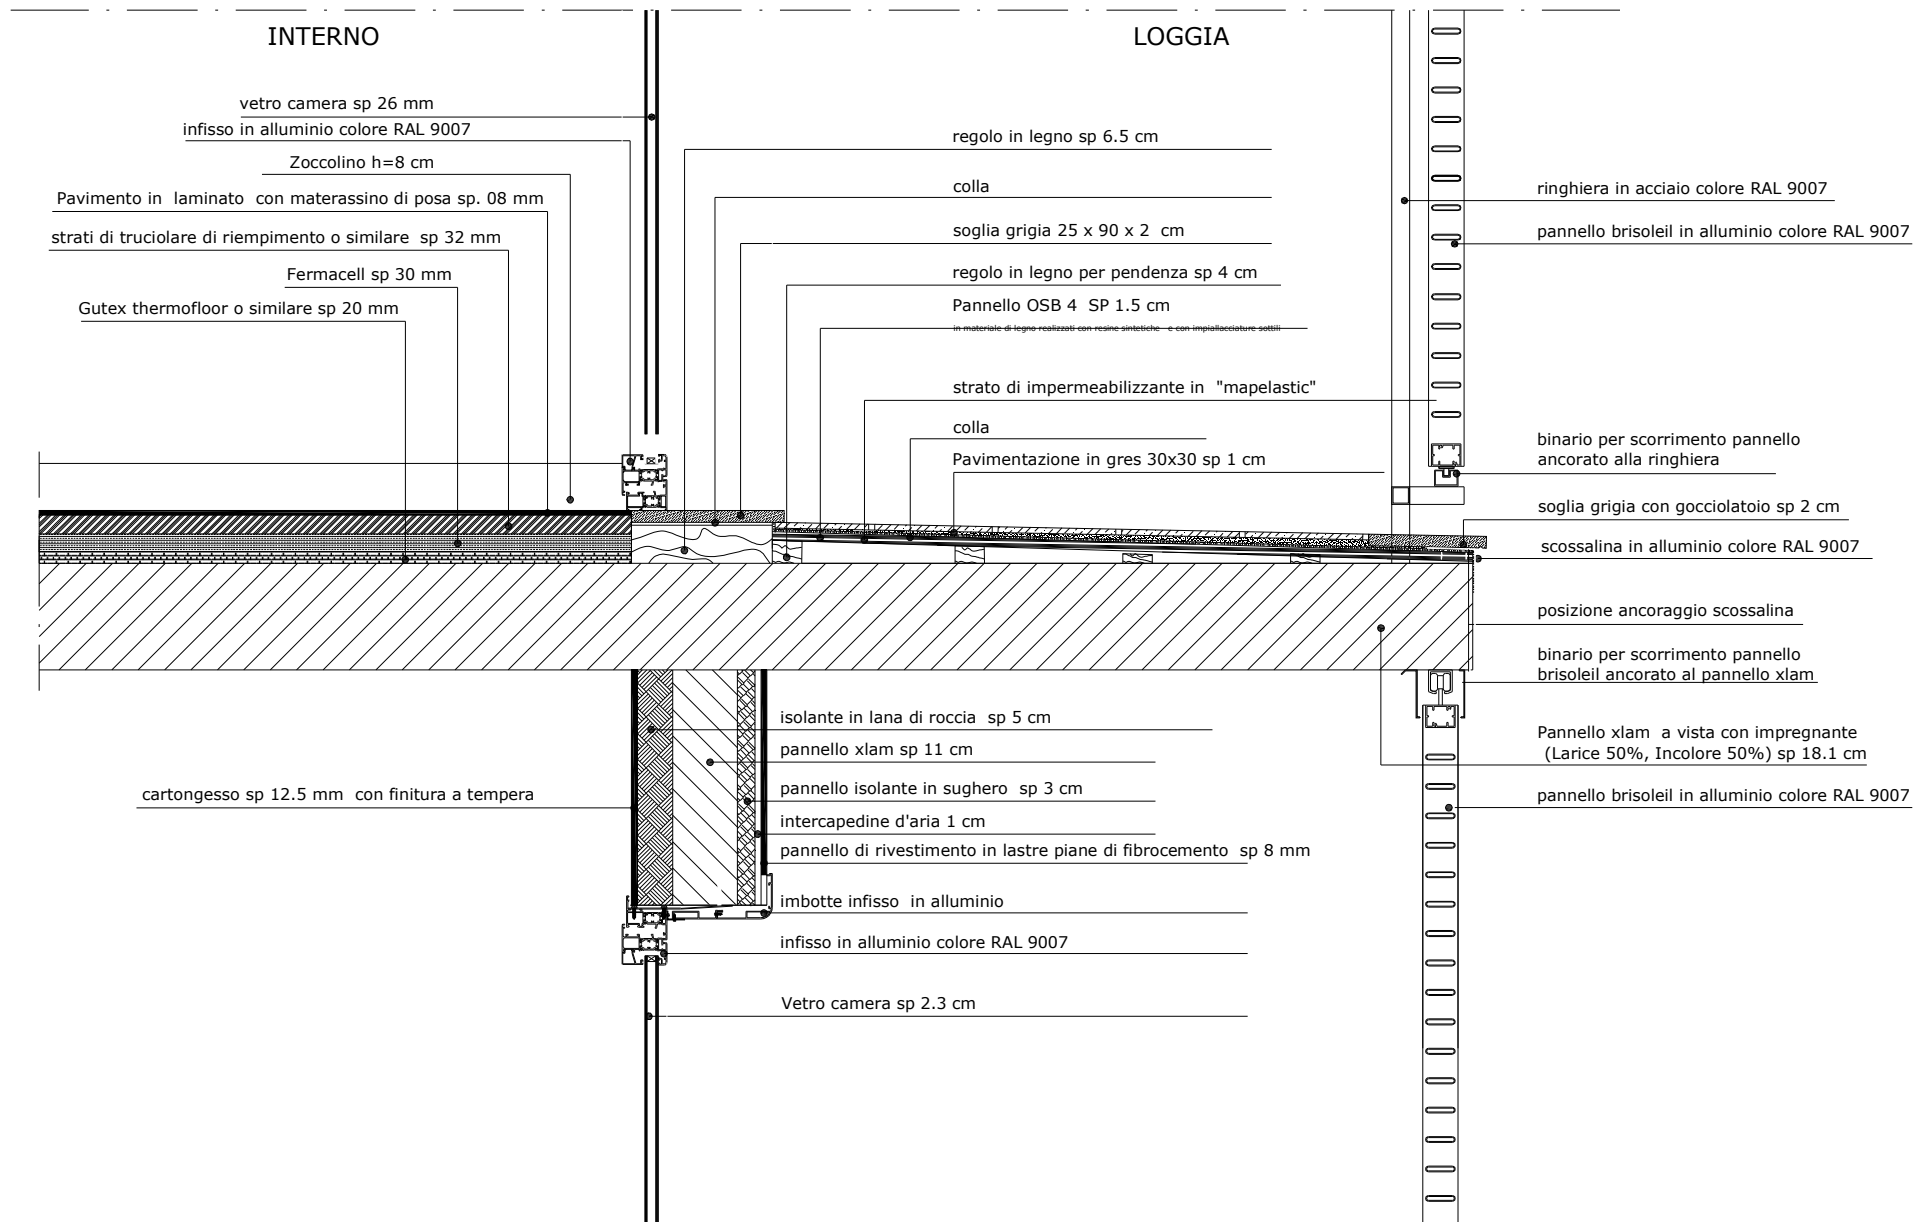 INTERNO
LOGGIA
vetro camera sp 26 mm
infisso in alluminio colore RAL 9007
Zoccolino h=8 cm
Pavimento in laminato con materassino di posa sp. 08 mm
strati di truciolare di riempimento o similare sp 32 mm
Fermacell sp 30 mm
Gutex thermofloor o similare sp 20 mm
regolo in legno sp 6.5 cm
colla
soglia grigia 25 x 90 x 2 cm
regolo in legno per pendenza sp 4 cm
Pannello OSB 4 SP 1.5 cm
in materiale di legno realizzati con resine sintetiche e con impiallacciature sottili
strato di impermeabilizzante in "mapelastic"
colla
Pavimentazione in gres 30x30 sp 1 cm
ringhiera in acciaio colore RAL 9007
pannello brisoleil in alluminio colore RAL 9007
binario per scorrimento pannello
ancorato alla ringhiera
soglia grigia con gocciolatoio sp 2 cm
scossalina in alluminio colore RAL 9007
posizione ancoraggio scossalina
binario per scorrimento pannello
brisoleil ancorato al pannello xlam
Pannello xlam a vista con impregnante
(Larice 50%, Incolore 50%) sp 18.1 cm
pannello brisoleil in alluminio colore RAL 9007
isolante in lana di roccia sp 5 cm
pannello xlam sp 11 cm
pannello isolante in sughero sp 3 cm
intercapedine d'aria 1 cm
pannello di rivestimento in lastre piane di fibrocemento sp 8 mm
imbotte infisso in alluminio
infisso in alluminio colore RAL 9007
Vetro camera sp 2.3 cm
cartongesso sp 12.5 mm con finitura a tempera